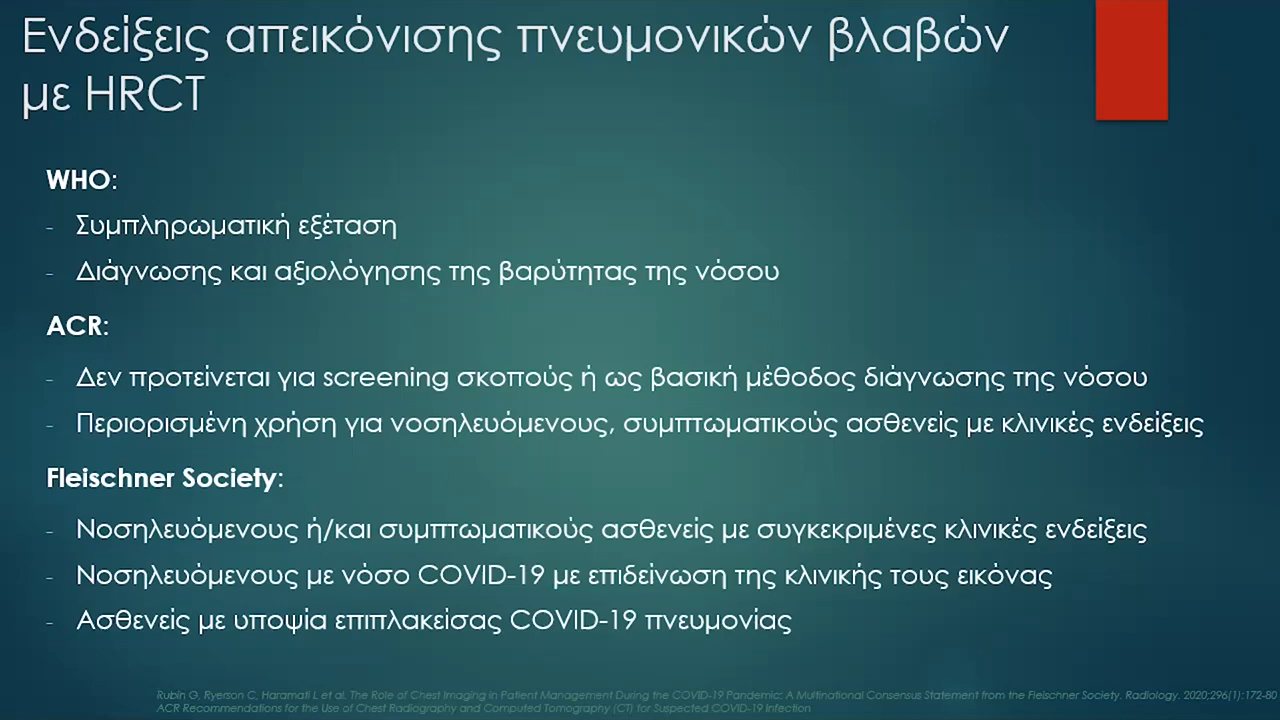 Ενδείξεις απεικόνισης πνευμονικών βλαβών
με HRCT
WHO:
- Συμπληρωματική εξέταση
- Διάγνωσης και αξιολόγησης της βαρύτητας της νόσου
ACR:
- Δεν προτείνεται για screening σκοπούς ή ως βασική μέθοδος διάγνωσης της νόσου
- Περιορισμένη χρήση για νοσηλευόμενους, συμπτωματικούς ασθενείς με κλινικές ενδείξεις
Fleischner Society:
- Νοσηλευόμενους ή/και συμπτωματικούς ασθενείς με συγκεκριμένες κλινικές ενδείξεις
- Νοσηλευόμενους με νόσο COVID-19 με επιδείνωση της κλινικής τους εικόνας
- Ασθενείς με υποψία επιπλακείσας COVID-19 πνευμονίας
Rubin G, Ryerson C, Haramati L et al. The Role of Chest Imaging in Patient Management During the COVID-19 Pandemic: A Multinational Consensus Statement from the Fleischner Society. Radiology. 2020;296(1):172-80
ACR Recommendations for the Use of Chest Radiography and Computed Tomography (CT) for Suspected COVID-19 Infection